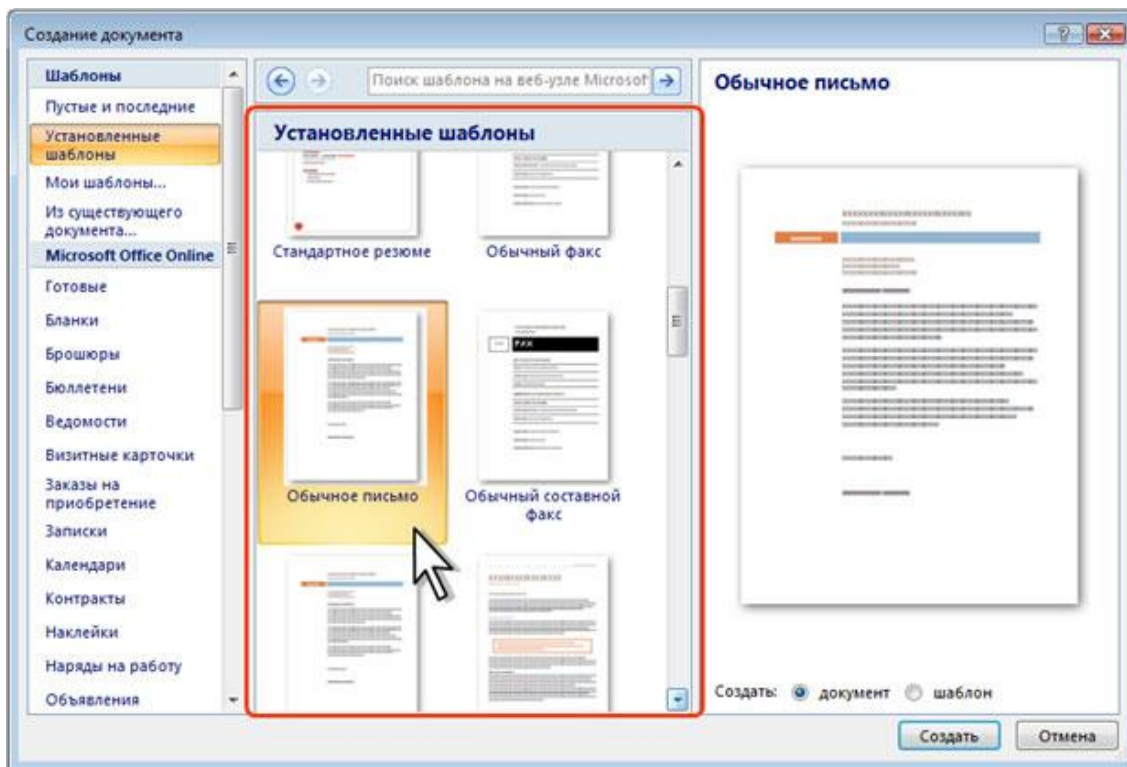 Создание документа
Шаблоны
Пустые и последние
Установленные
шаблоны
Мои шаблоны...
Из существующего
документа...
Microsoft Office Online
Готовые
Бланки
Брошюры
Бюллетени
Ведомости
Визитные карточки
Заказы на
приобретение
Записки
Календари
Контракты
Наклейки
Наряды на работу
Объявления
Поиск шаблона на веб-узле Microsof
Установленные шаблоны
Стандартное резюме
Обычный факс
FAX
Обычное письмо
Обычный составной
факс
Обычное письмо
Создать: документ шаблон
Создать
Отмена